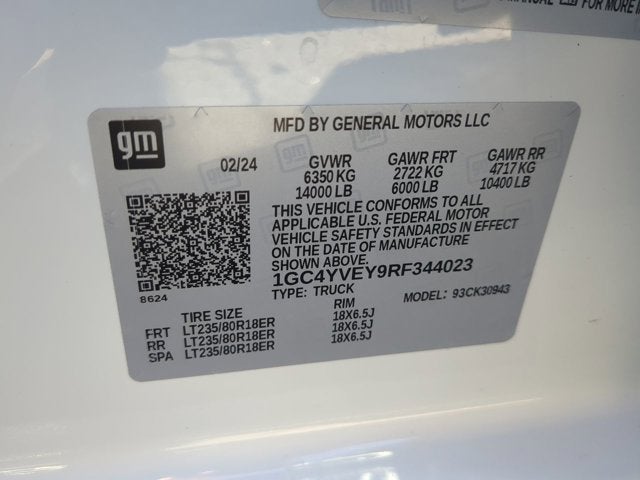 MANUAL
FOR MORE
gm
MFD BY GENERAL MOTORS LLC
02/24 GVWR GAWR FRT GAWR RR
6350 KG 2722 KG 4717 KG
14000 LB 6000 LB 10400 LB
THIS VEHICLE CONFORMS TO ALL
APPLICABLE U.S. FEDERAL MOTOR
VEHICLE SAFETY STANDARDS IN EFFECT
ON THE DATE OF MANUFACTURE
SHOWN ABOVE.
1GC4YVEY9RF344023
8624
TYPE: TRUCK MODEL: 93CK30943
TIRE SIZE RIM
FRT LT235/80R18ER 18X6.5J
RR LT235/80R18ER 18X6.5J
SPA LT235/80R18ER 18X6.5J